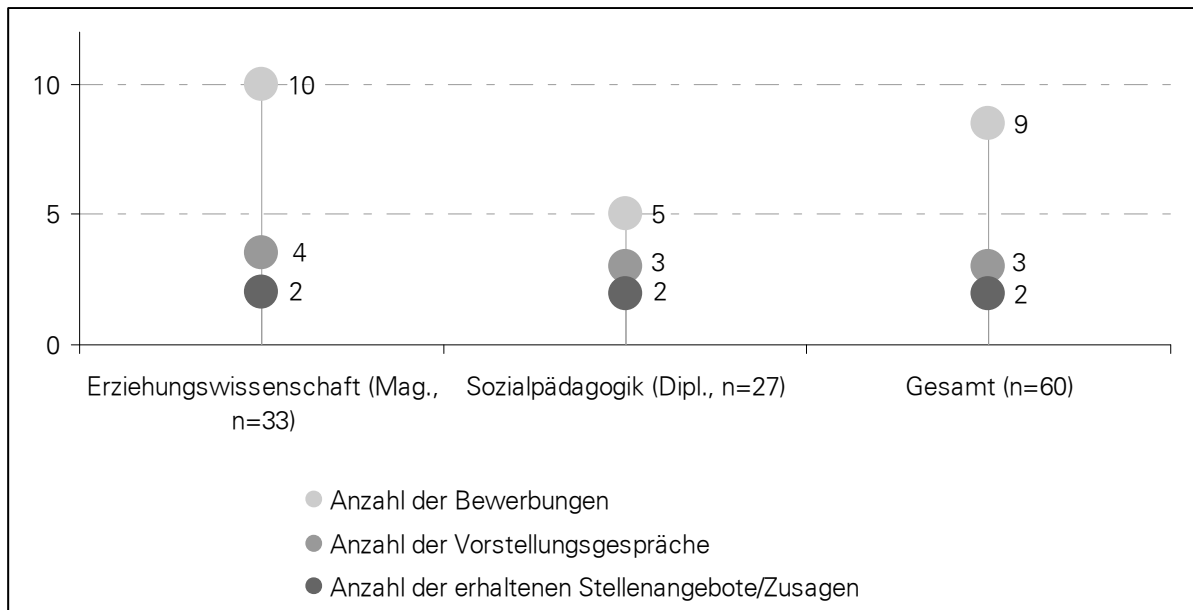 10
10
9
5
5
4
3
3
2
2
2
0
Erziehungswissenschaft (Mag., n=33)
Sozialpädagogik (Dipl., n=27)
Gesamt (n=60)
Anzahl der Bewerbungen
Anzahl der Vorstellungsgespräche
Anzahl der erhaltenen Stellenangebote/Zusagen